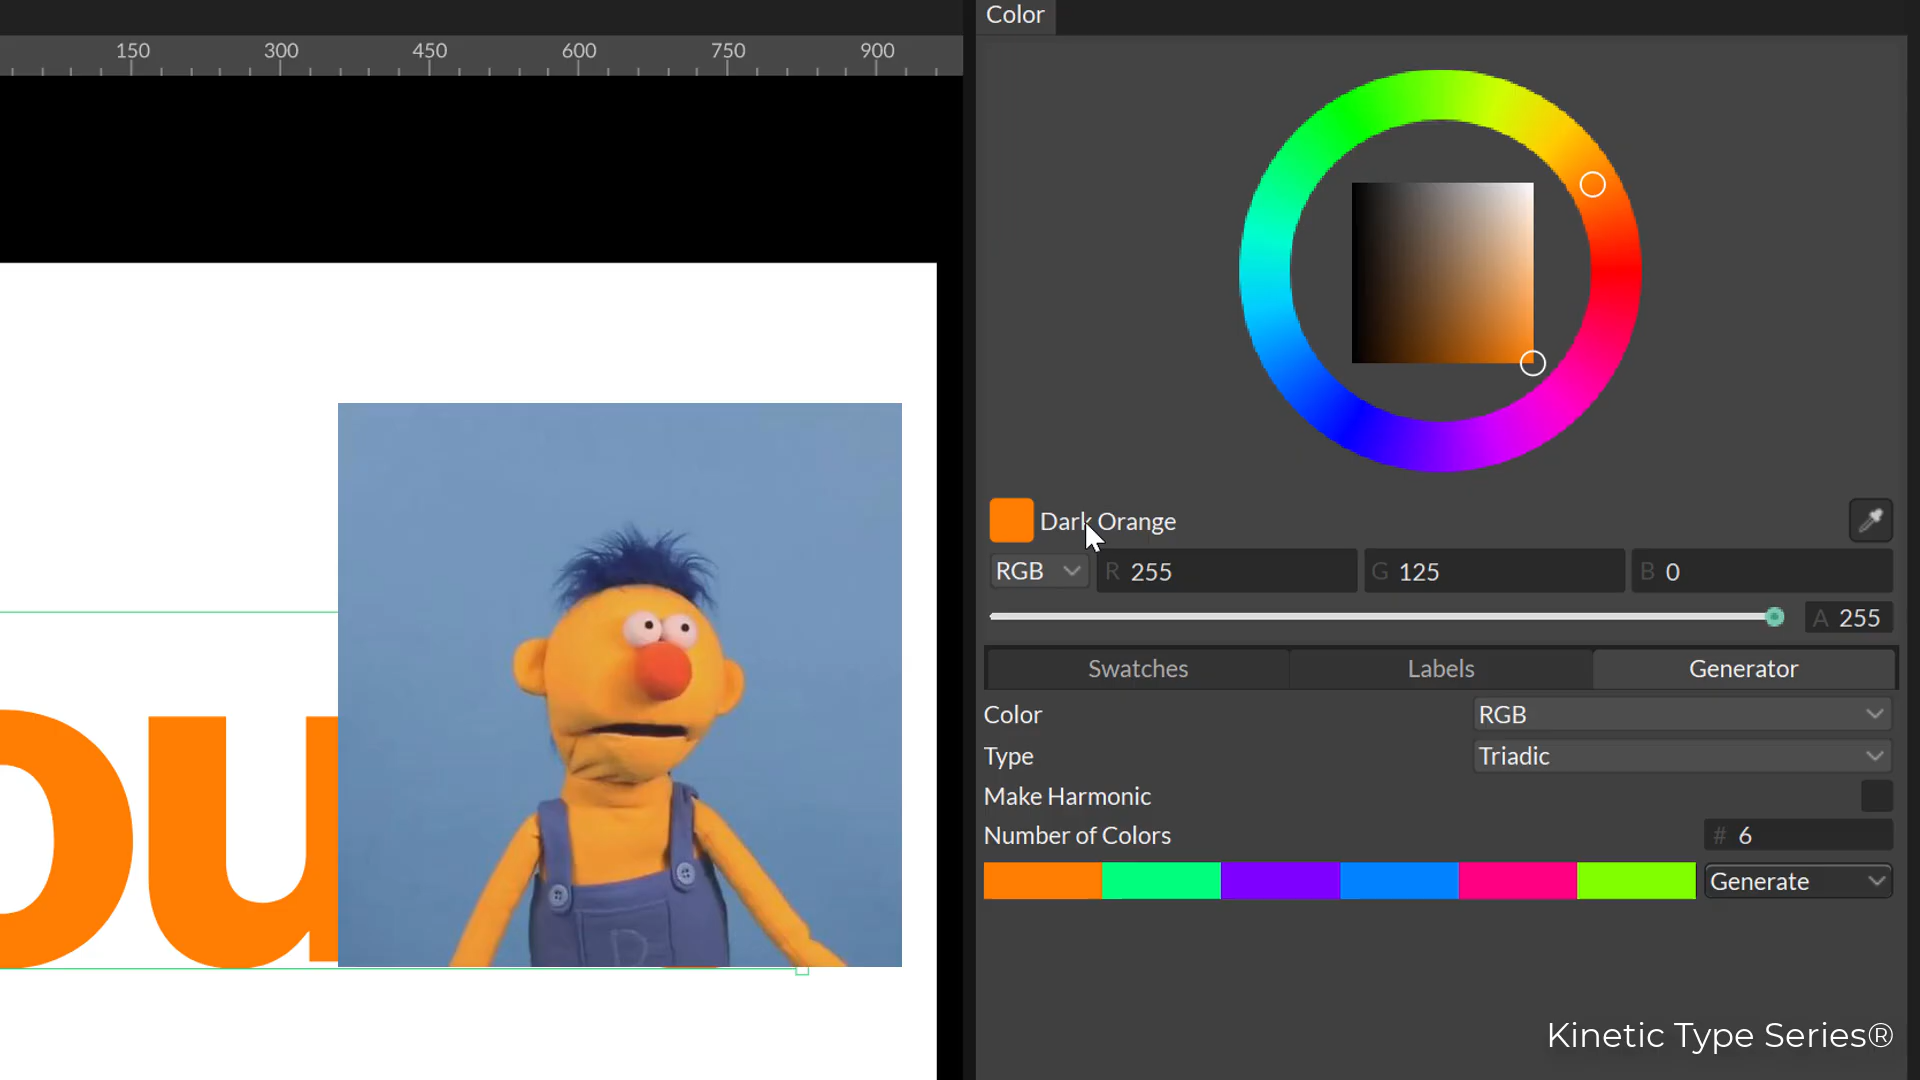 Color
150 300 450 600 750 900
Dark Orange
RGB R 255 G 125 B 0
A 255
Swatches Labels Generator
Color RGB
Type Triadic
Make Harmonic
Number of Colors # 6
Generate
ou
D
Kinetic Type Series®